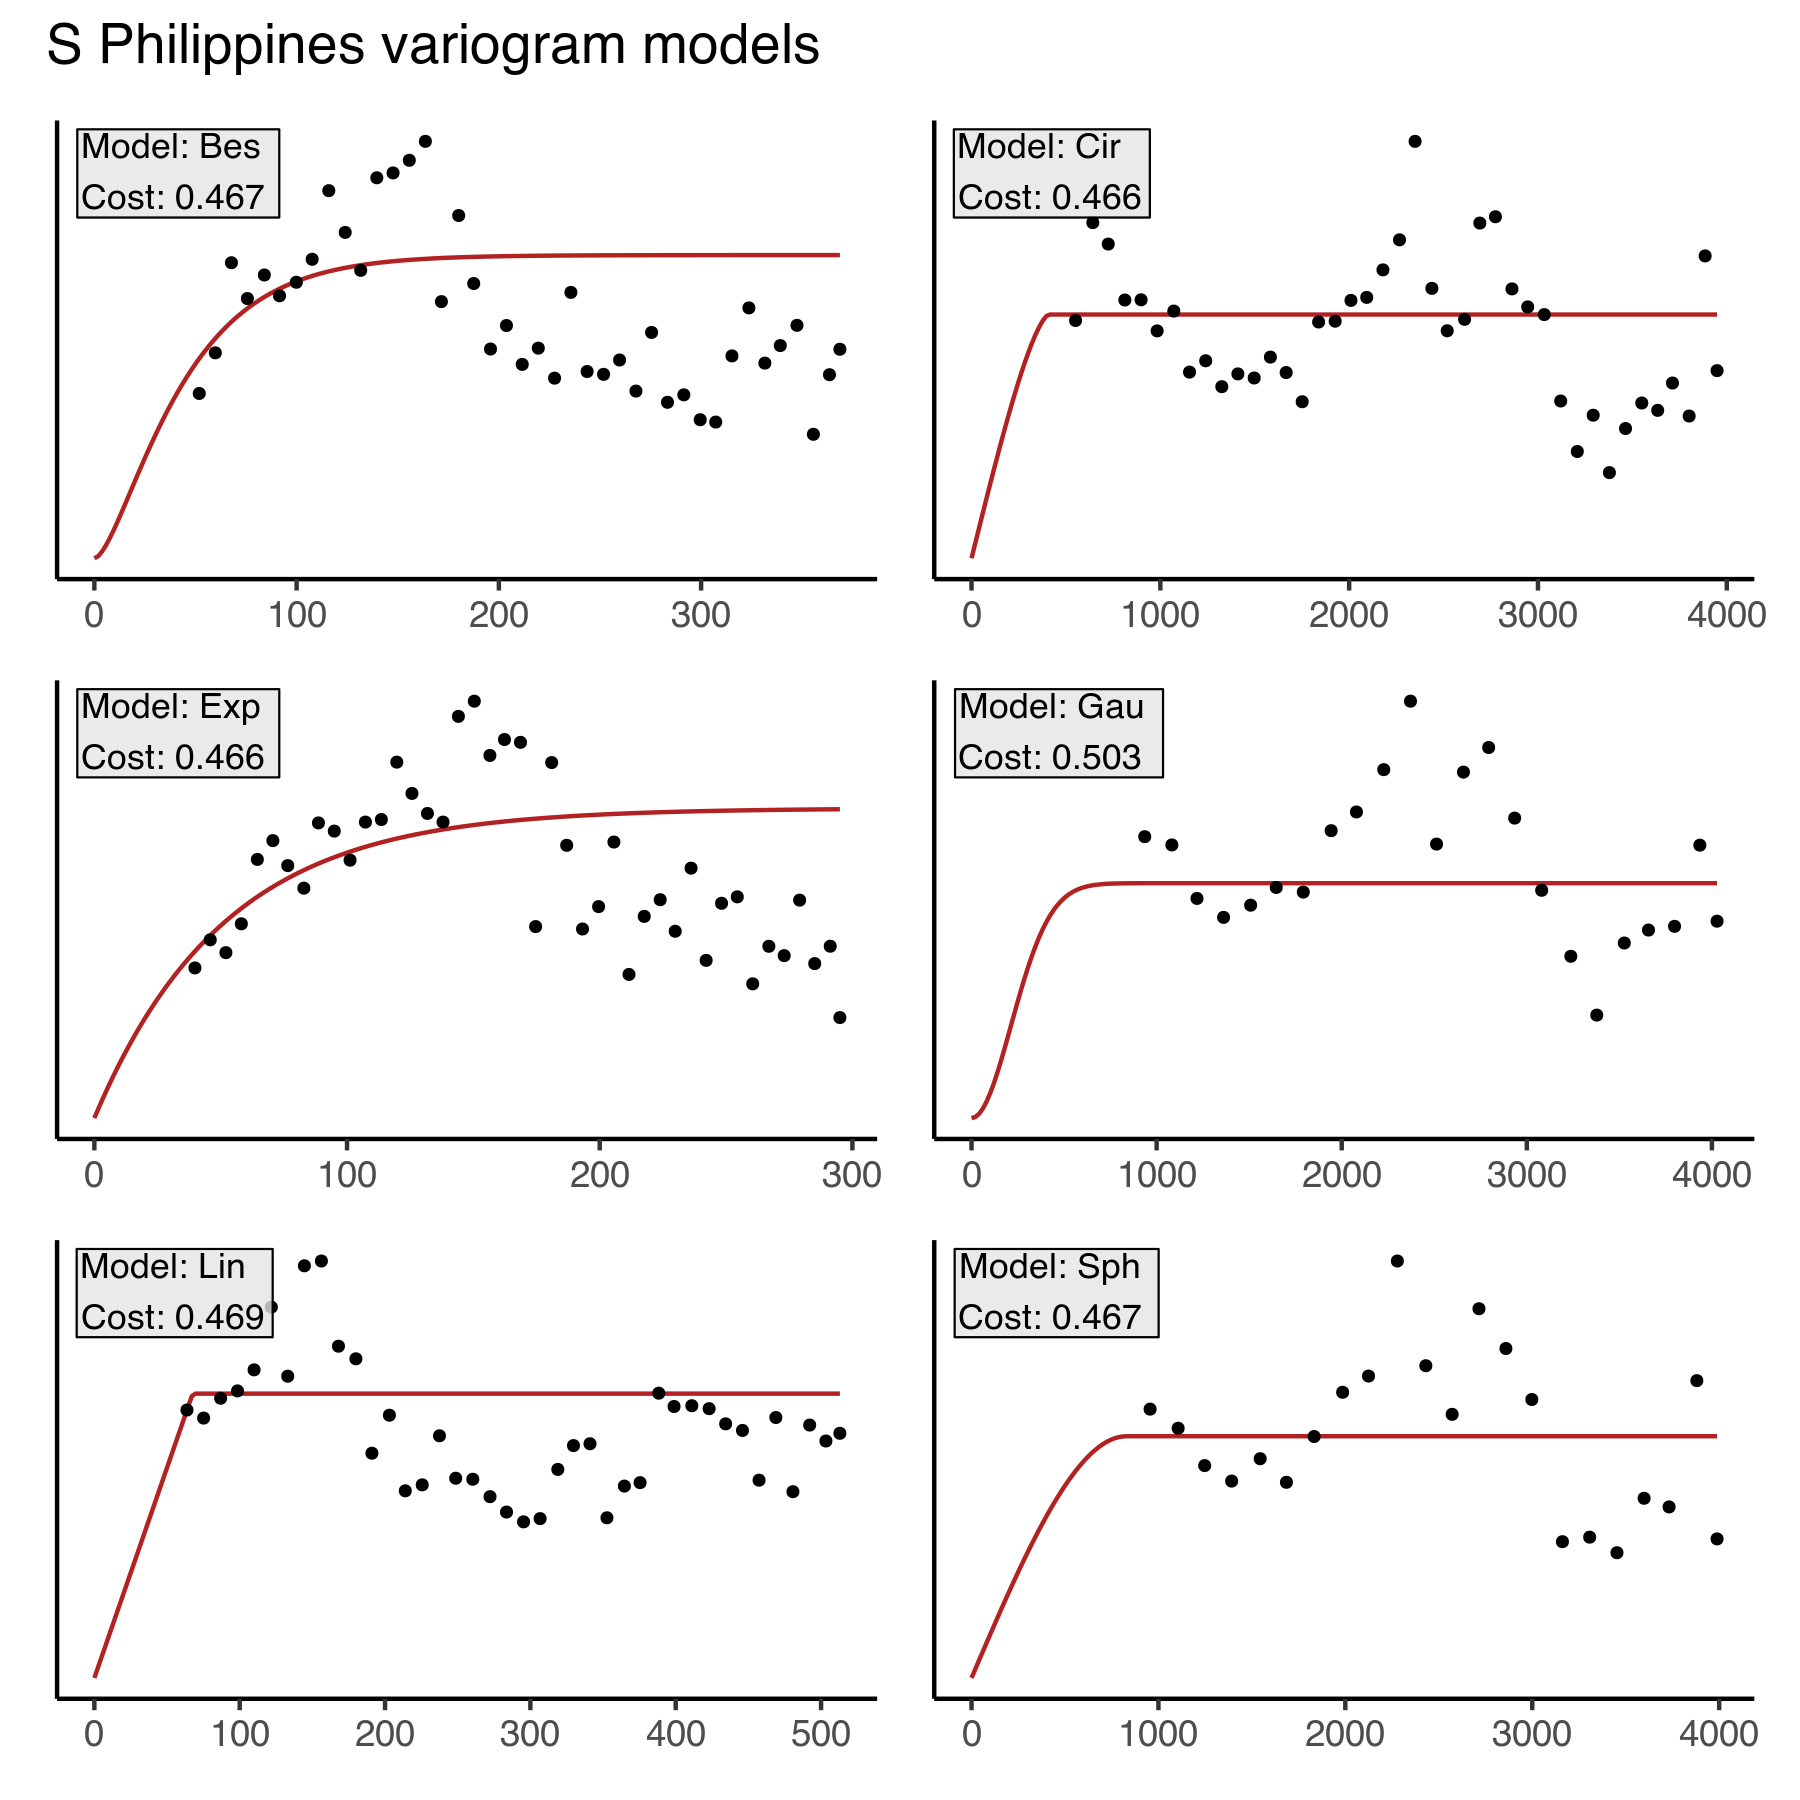 S Philippines variogram models
Model: Bes
Cost: 0.467
0 100 200 300
Model: Cir
Cost: 0.466
0 1000 2000 3000 4000
Model: Exp
Cost: 0.466
0 100 200 300
Model: Gau
Cost: 0.503
0 1000 2000 3000 4000
Model: Lin
Cost: 0.469
0 100 200 300 400 500
Model: Sph
Cost: 0.467
0 1000 2000 3000 4000